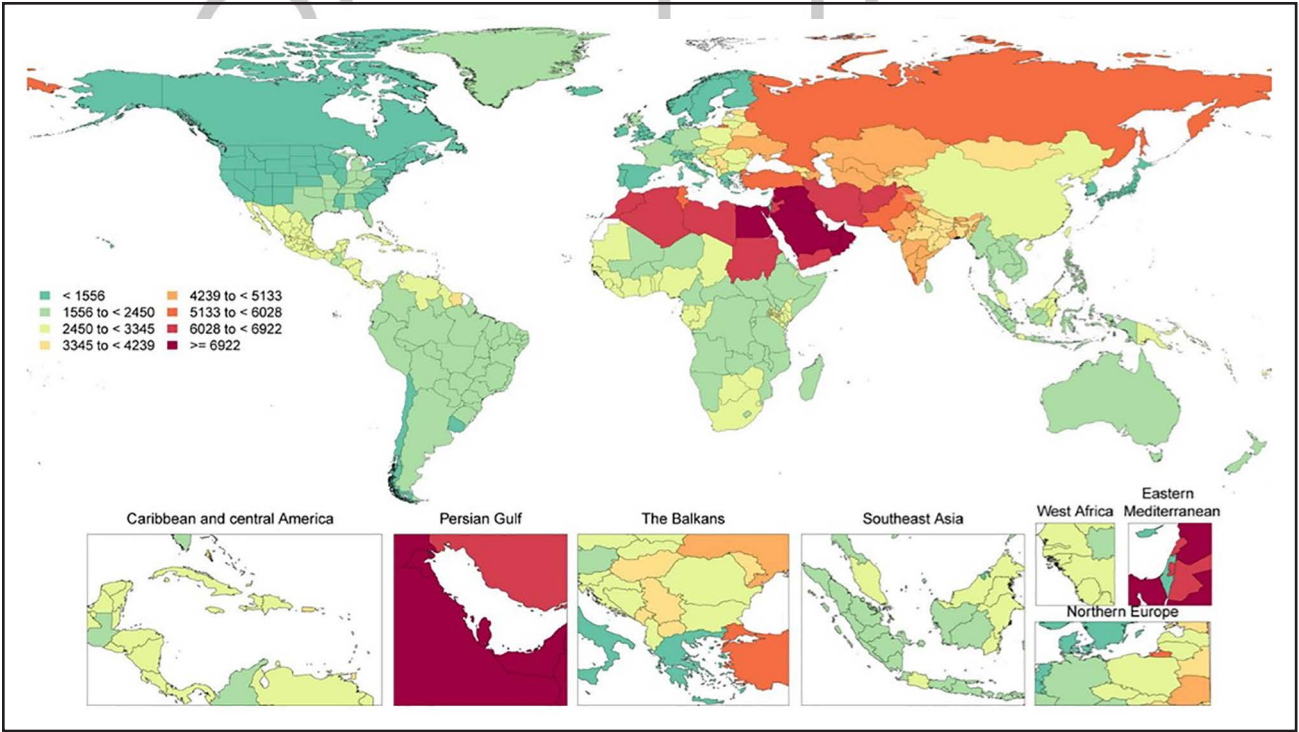 < 1556
1556 to < 2450
2450 to < 3345
3345 to < 4239
4239 to < 5133
5133 to < 6028
6028 to < 6922
>= 6922
Caribbean and central America
Persian Gulf
The Balkans
Southeast Asia
West Africa
Eastern
Mediterranean
Northern Europe